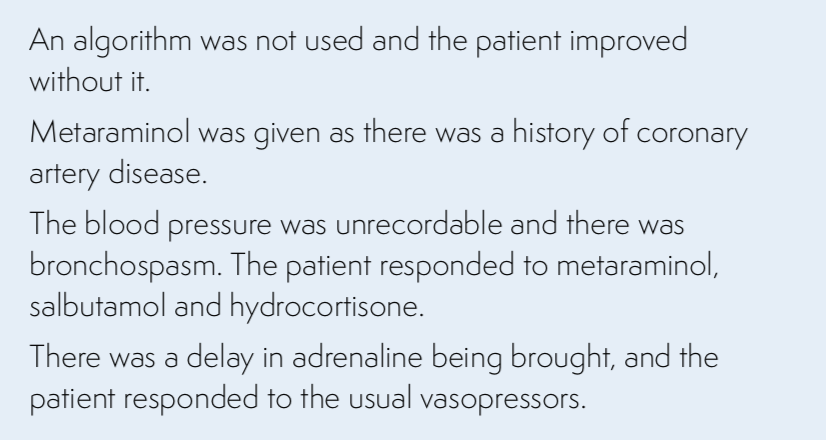 An algorithm was not used and the patient improved
without it.
Metaraminol was given as there was a history of coronary
artery disease.
The blood pressure was unrecordable and there was
bronchospasm. The patient responded to metaraminol,
salbutamol and hydrocortisone.
There was a delay in adrenaline being brought, and the
patient responded to the usual vasopressors.